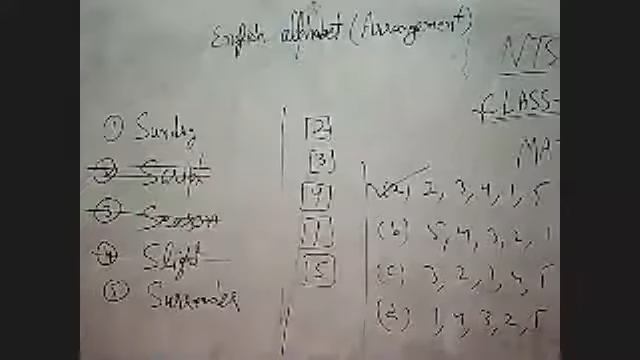 English alphabet (Arrangement)
NTS
CLASS-
MA
① Sunday
② Script
③ Season
④ Slight
⑤ Surrender
2
3
4
1
5
(a) 2, 3, 4, 1, 5
(b) 5, 4, 3, 2, 1
(c) 3, 2, 1, 4, 5
(d) 1, 4, 3, 2, 5